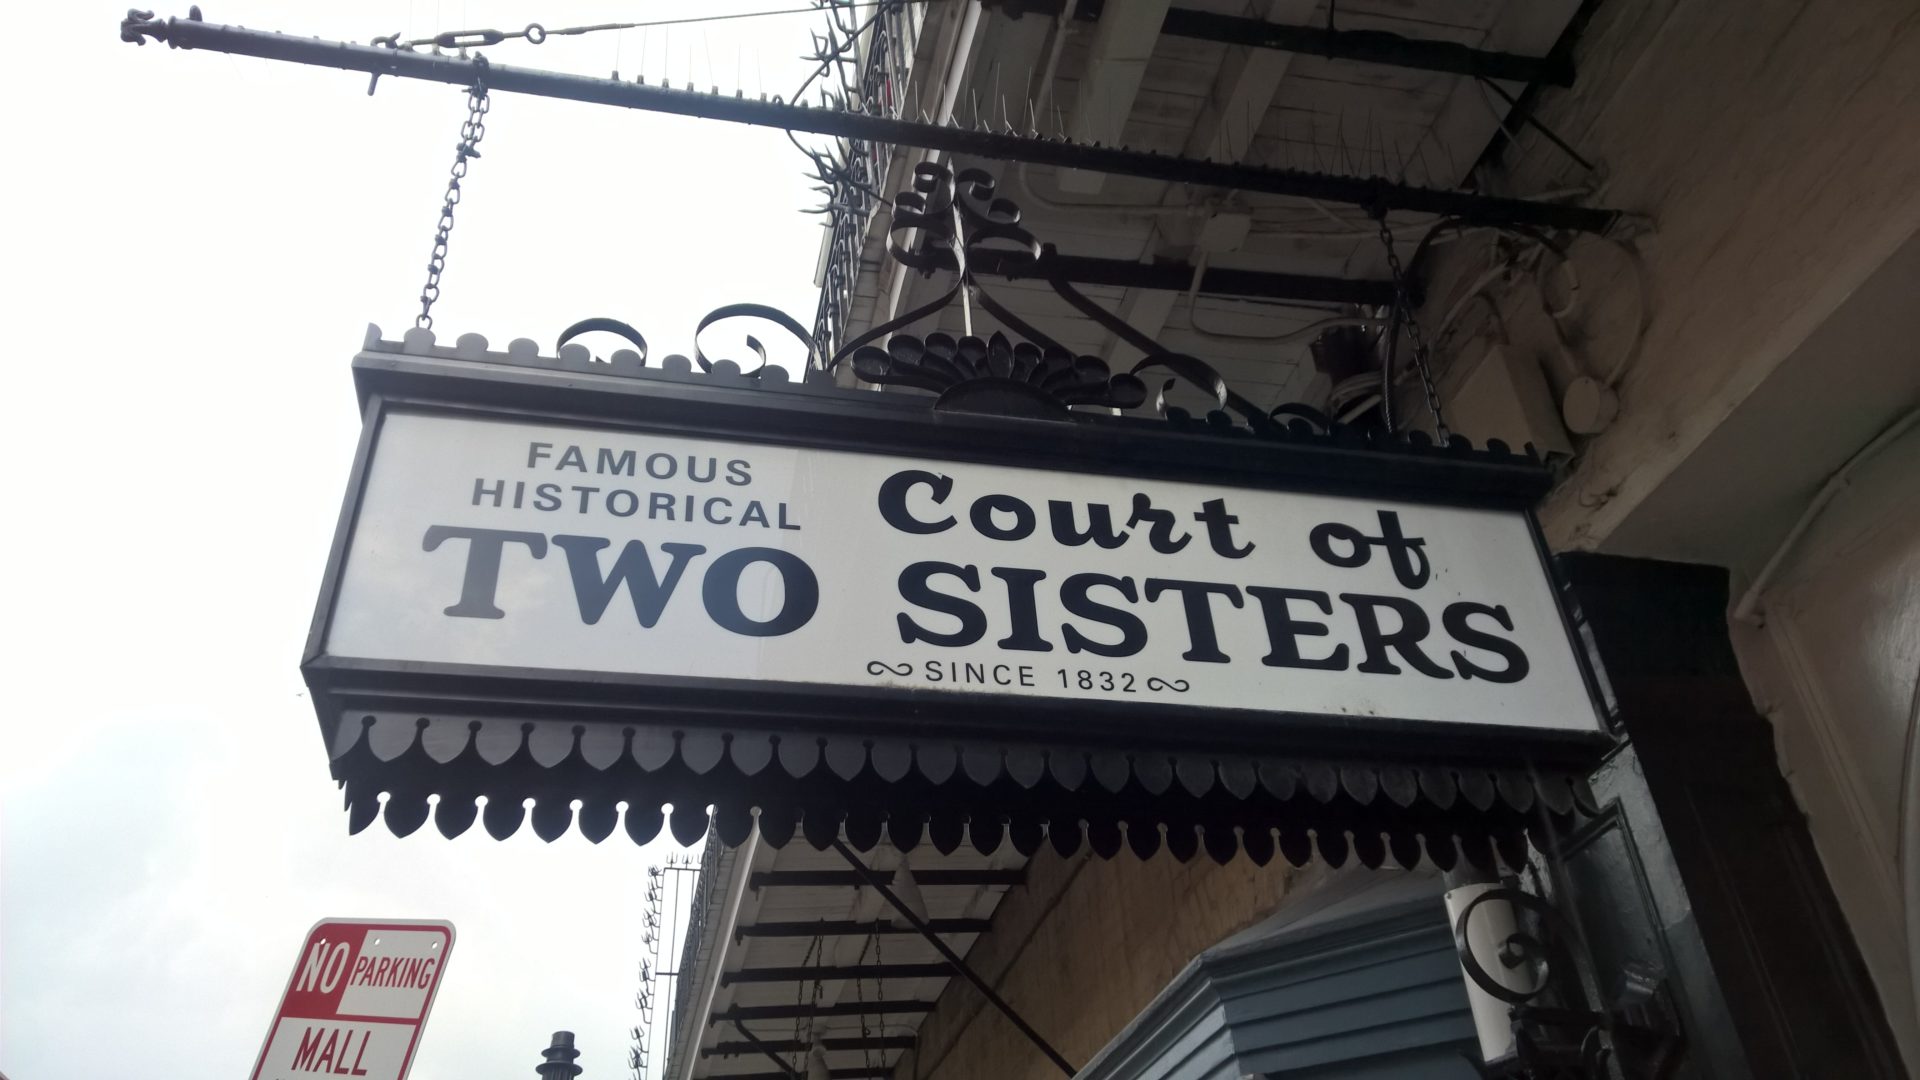 FAMOUS
HISTORICAL
Court of
TWO SISTERS
SINCE 1832
NO PARKING
MALL